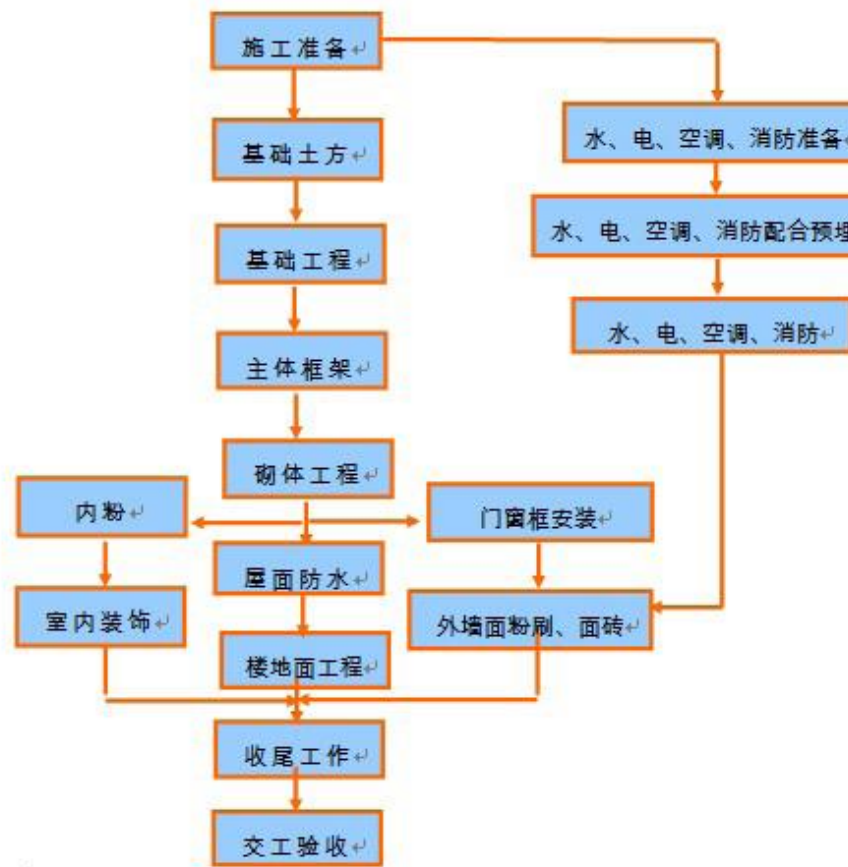 施工准备
水、电、空调、消防准备
基础土方
水、电、空调、消防配合预埋
基础工程
水、电、空调、消防
主体框架
砌体工程
内粉
门窗框安装
屋面防水
室内装饰
外墙面粉刷、面砖
楼地面工程
收尾工作
交工验收